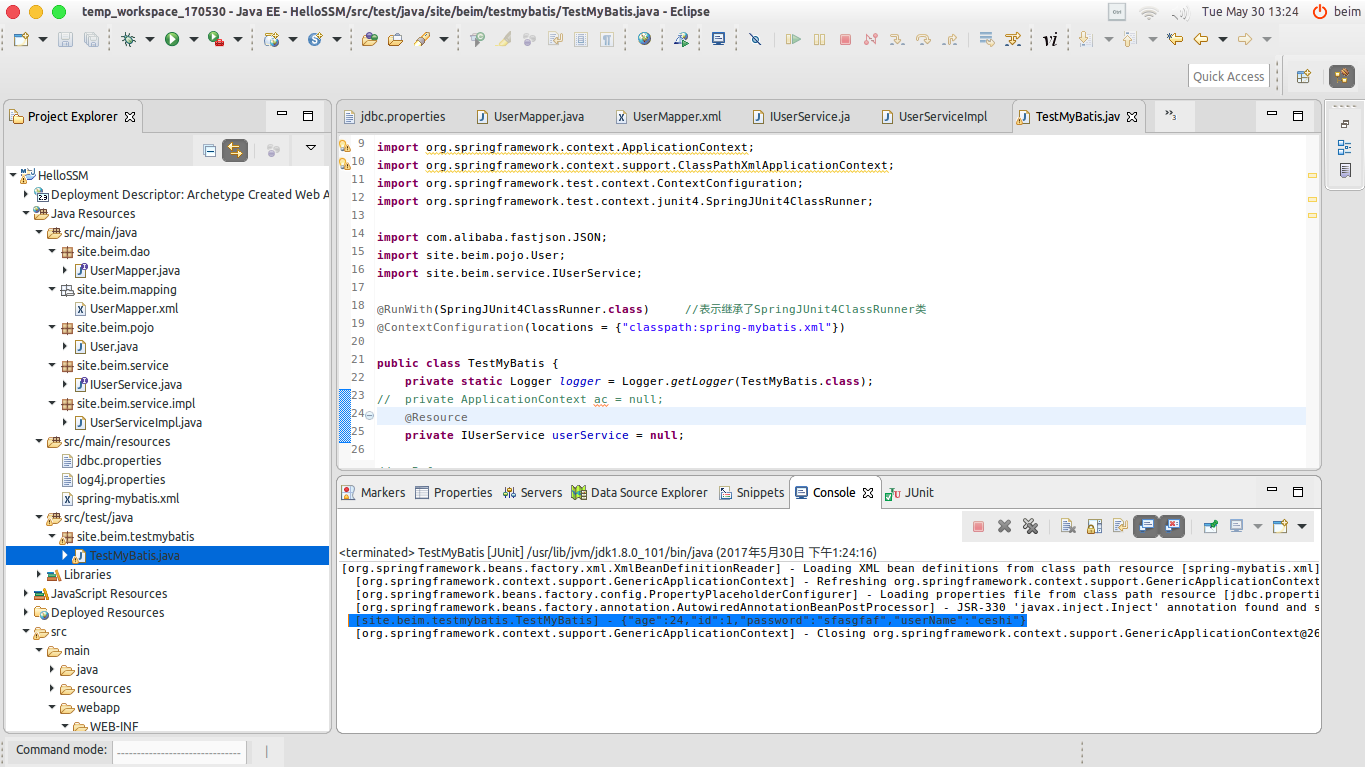 temp_workspace_170530 - Java EE - HelloSSM/src/test/java/site/beim/testmybatis/TestMyBatis.java - Eclipse
Tue May 30 13:24
beim
Quick Access
Project Explorer
HelloSSM
Deployment Descriptor: Archetype Created Web A
Java Resources
src/main/java
site.beim.dao
UserMapper.java
site.beim.mapping
UserMapper.xml
site.beim.pojo
User.java
site.beim.service
IUserService.java
site.beim.service.impl
UserServiceImpl.java
src/main/resources
jdbc.properties
log4j.properties
spring-mybatis.xml
src/test/java
site.beim.testmybatis
TestMyBatis.java
Libraries
JavaScript Resources
Deployed Resources
src
main
java
resources
webapp
WEB-INF
jdbc.properties
UserMapper.java
UserMapper.xml
IUserService.ja
UserServiceImpl
TestMyBatis.jav
»3
9 import org.springframework.context.ApplicationContext;
10 import org.springframework.context.support.ClassPathXmlApplicationContext;
11 import org.springframework.test.context.ContextConfiguration;
12 import org.springframework.test.context.junit4.SpringJUnit4ClassRunner;
13
14 import com.alibaba.fastjson.JSON;
15 import site.beim.pojo.User;
16 import site.beim.service.IUserService;
17
18 @RunWith(SpringJUnit4ClassRunner.class) //表示继承了SpringJUnit4ClassRunner类
19 @ContextConfiguration(locations = {"classpath:spring-mybatis.xml"})
20
21 public class TestMyBatis {
22 private static Logger logger = Logger.getLogger(TestMyBatis.class);
23 // private ApplicationContext ac = null;
24 @Resource
25 private IUserService userService = null;
26
Markers
Properties
Servers
Data Source Explorer
Snippets
Console
JUnit
<terminated> TestMyBatis [JUnit] /usr/lib/jvm/jdk1.8.0_101/bin/java (2017年5月30日 下午1:24:16)
[org.springframework.beans.factory.xml.XmlBeanDefinitionReader] - Loading XML bean definitions from class path resource [spring-mybatis.xml]
[org.springframework.context.support.GenericApplicationContext] - Refreshing org.springframework.context.support.GenericApplicationContext
[org.springframework.beans.factory.config.PropertyPlaceholderConfigurer] - Loading properties file from class path resource [jdbc.propertie
[org.springframework.beans.factory.annotation.AutowiredAnnotationBeanPostProcessor] - JSR-330 'javax.inject.Inject' annotation found and s
[site.beim.testmybatis.TestMyBatis] - {"age":24,"id":1,"password":"sfasgfaf","userName":"ceshi"}
[org.springframework.context.support.GenericApplicationContext] - Closing org.springframework.context.support.GenericApplicationContext@26
Command mode: